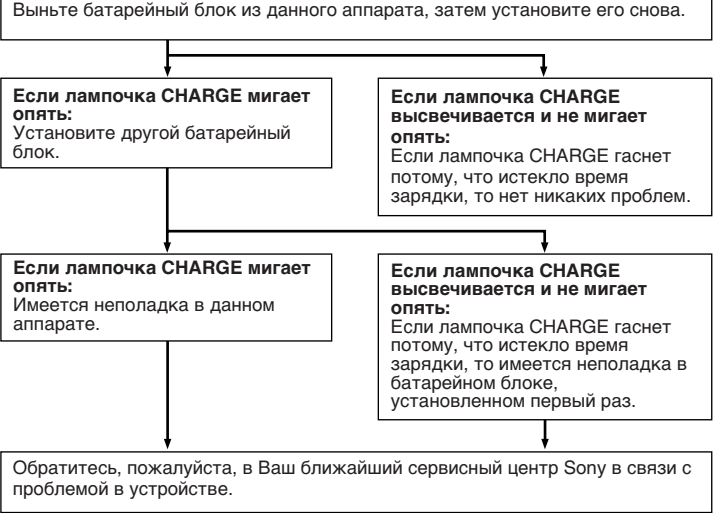 Выньте батарейный блок из данного аппарата, затем установите его снова.
Если лампочка CHARGE мигает
опять:
Установите другой батарейный
блок.
Если лампочка CHARGE
высвечивается и не мигает
опять:
Если лампочка CHARGE гаснет
потому, что истекло время
зарядки, то нет никаких проблем.
Если лампочка CHARGE мигает
опять:
Имеется неполадка в данном
аппарате.
Если лампочка CHARGE
высвечивается и не мигает
опять:
Если лампочка CHARGE гаснет
потому, что истекло время
зарядки, то имеется неполадка в
батарейном блоке,
установленном первый раз.
Обратитесь, пожалуйста, в Ваш ближайший сервисный центр Sony в связи с
проблемой в устройстве.